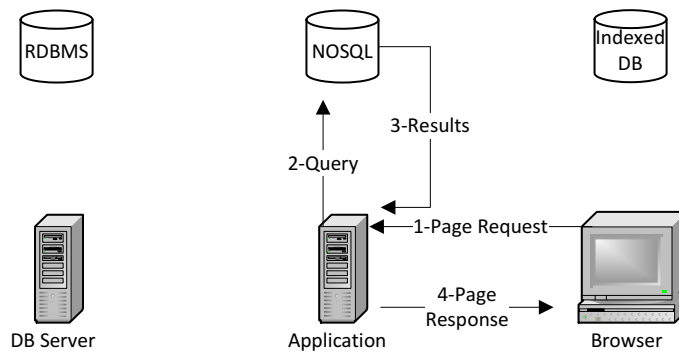 RDBMS
NOSQL
Indexed
DB
3-Results
2-Query
1-Page Request
4-Page
Response
DB Server
Application
Browser